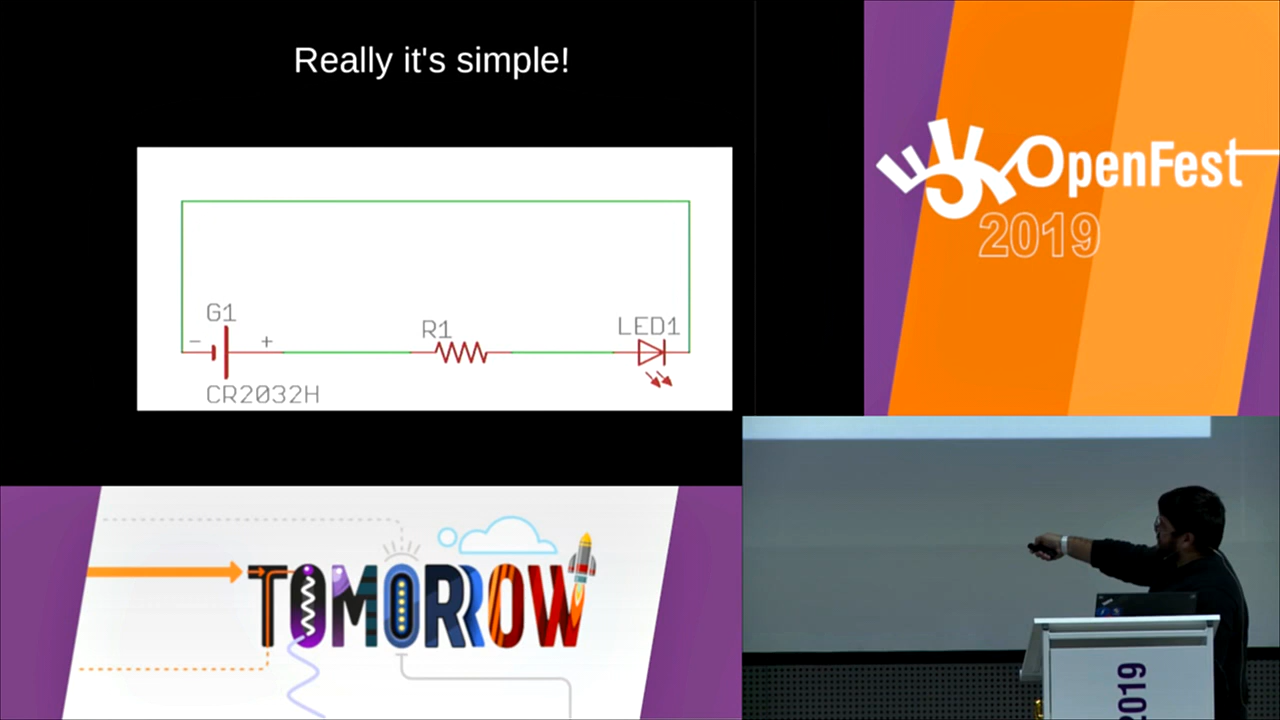 Really it's simple!
G1
−
+
CR2032H
R1
LED1
OpenFest
2019
TOMORROW
2019